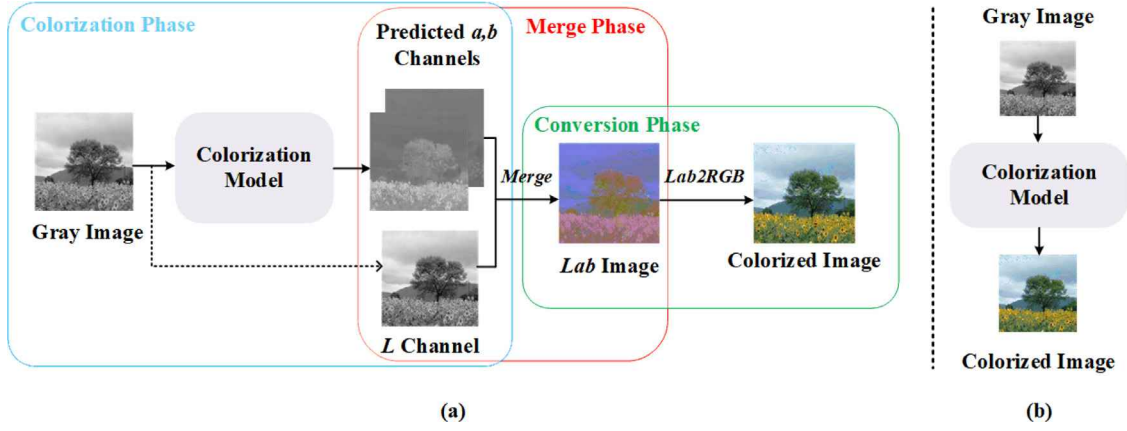 Colorization Phase
Predicted a,b
Channels
Merge Phase
Conversion Phase
Colorization
Model
Gray Image
Merge
Lab2RGB
Lab Image
Colorized Image
L Channel
(a)
Gray Image
Colorization
Model
Colorized Image
(b)